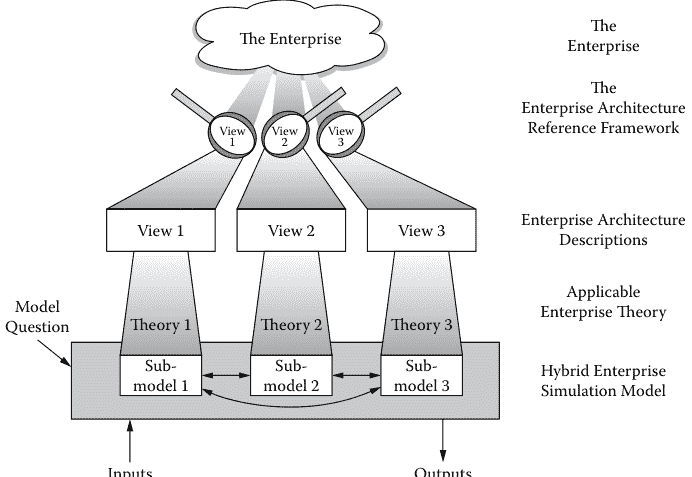 The Enterprise
The
Enterprise
The
Enterprise Architecture
Reference Framework
View
1
View
2
View
3
View 1
View 2
View 3
Enterprise Architecture
Descriptions
Applicable
Enterprise Theory
Model
Question
Theory 1
Theory 2
Theory 3
Sub-
model 1
Sub-
model 2
Sub-
model 3
Hybrid Enterprise
Simulation Model
Inputs
Outputs